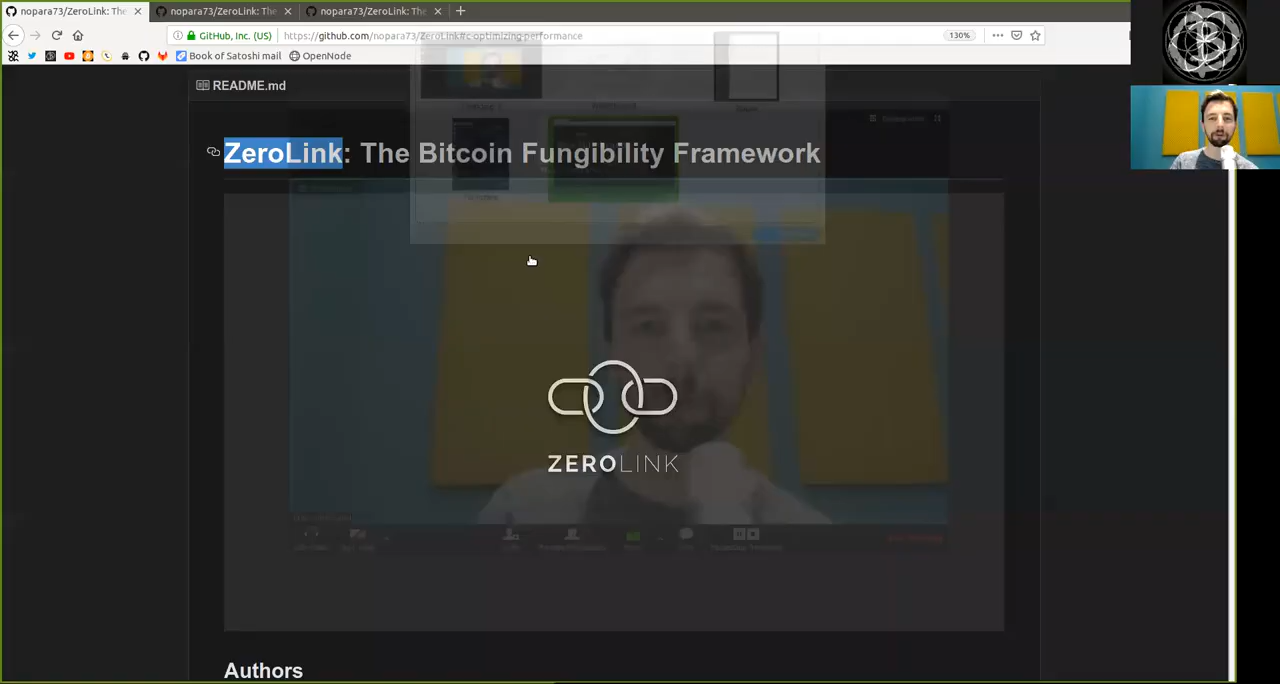 nopara73/ZeroLink: The
nopara73/ZeroLink: The
nopara73/ZeroLink: The
GitHub, Inc. (US)
https://github.com/nopara73/ZeroLink#c-optimizing-performance
130%
Book of Satoshi mail
OpenNode
README.md
ZeroLink: The Bitcoin Fungibility Framework
ZEROLINK
Authors